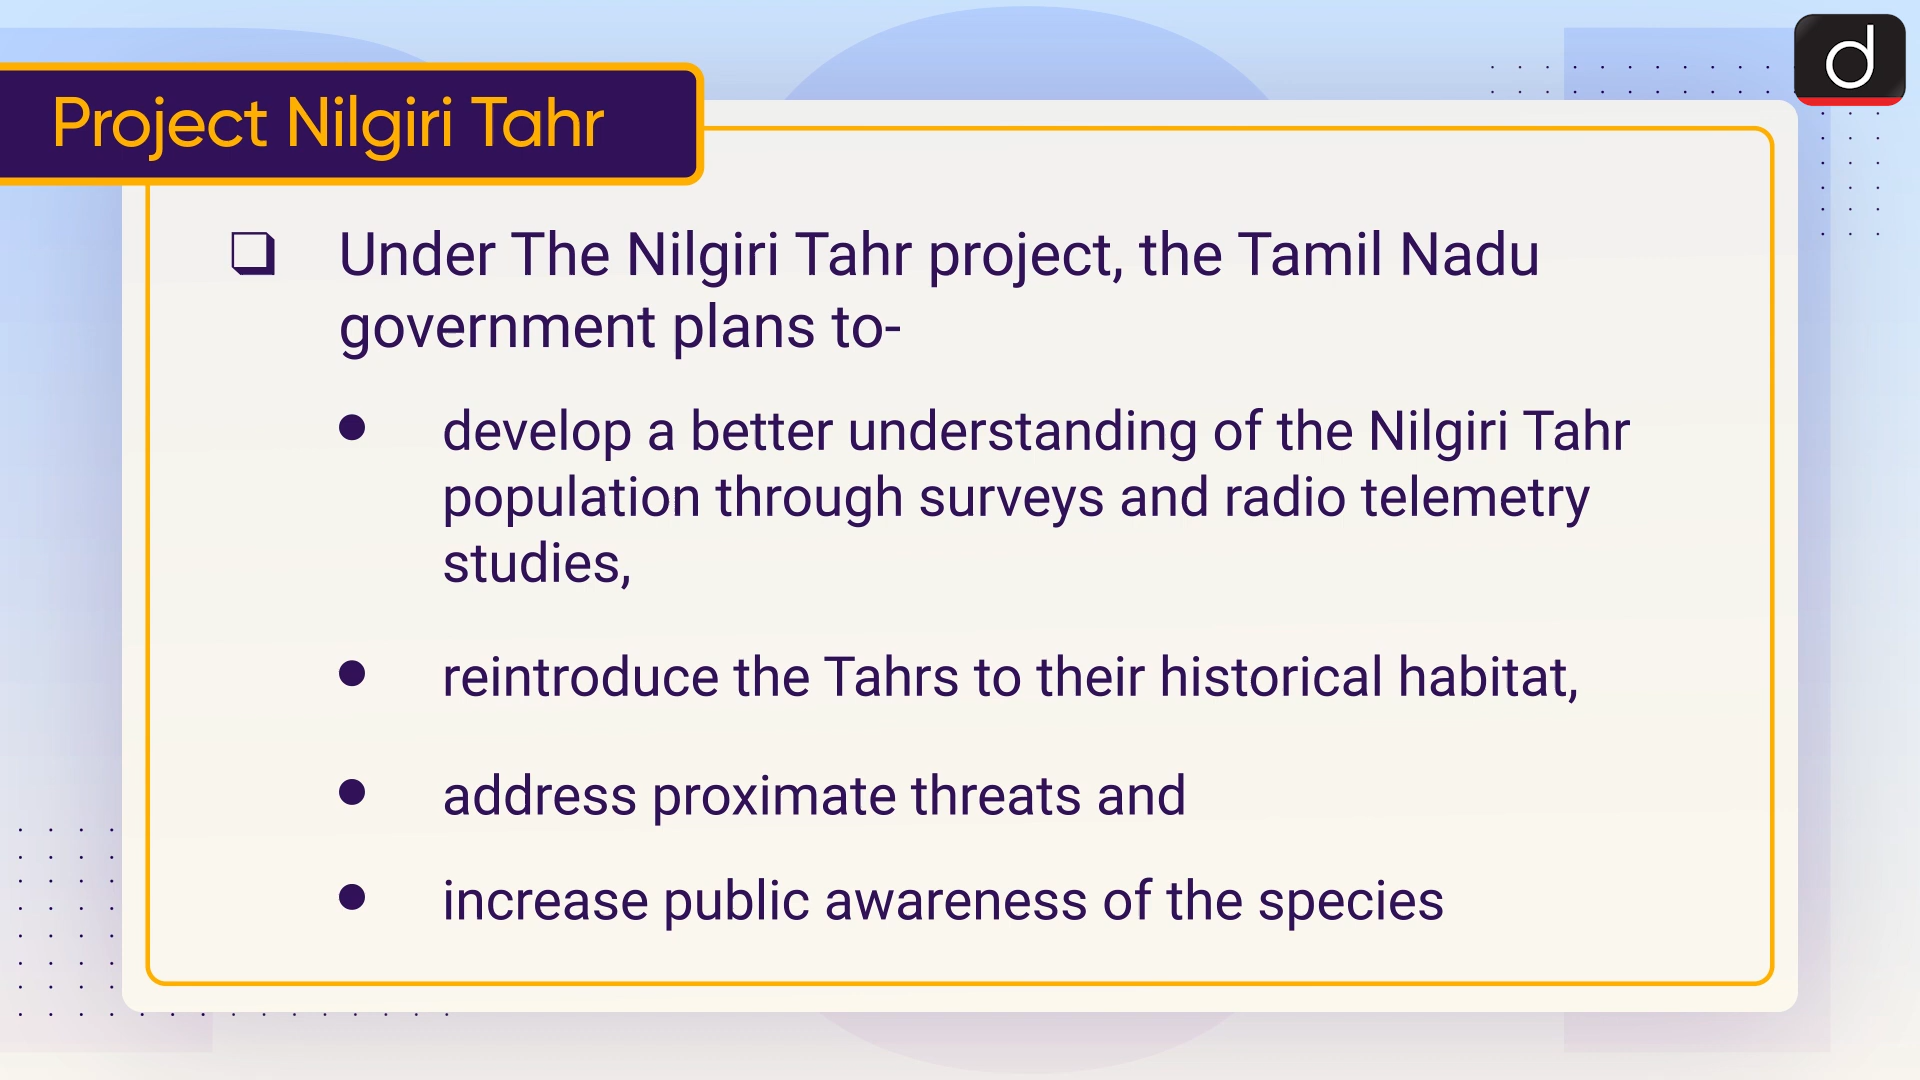 d
Project Nilgiri Tahr
❑ Under The Nilgiri Tahr project, the Tamil Nadu
government plans to-
● develop a better understanding of the Nilgiri Tahr
population through surveys and radio telemetry
studies,
● reintroduce the Tahrs to their historical habitat,
● address proximate threats and
● increase public awareness of the species